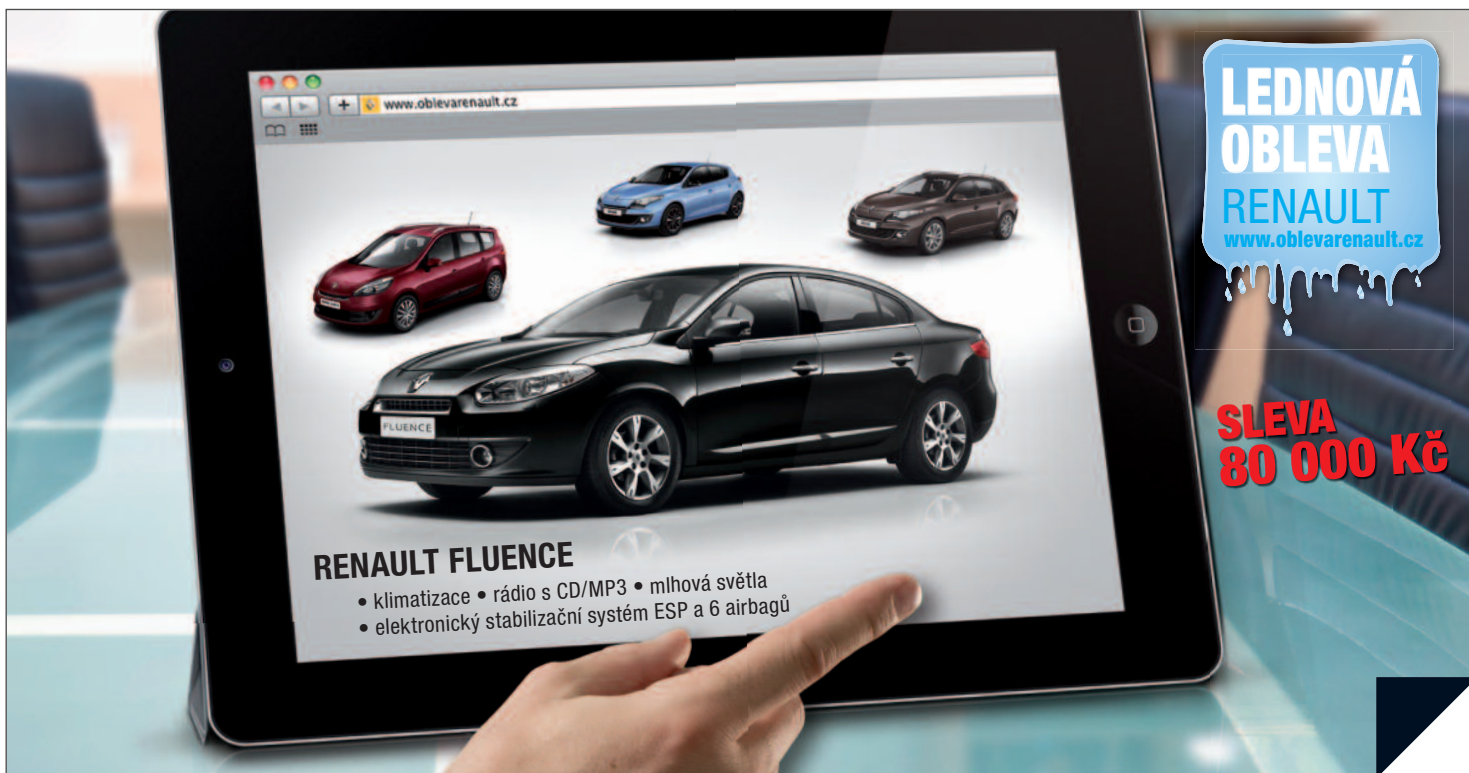 www.oblevarenault.cz
LEDNOVÁ
OBLEVA
RENAULT
www.oblevarenault.cz
FLUENCE
SLEVA
80 000 Kč
RENAULT FLUENCE
• klimatizace • rádio s CD/MP3 • mlhová světla
• elektronický stabilizační systém ESP a 6 airbagů